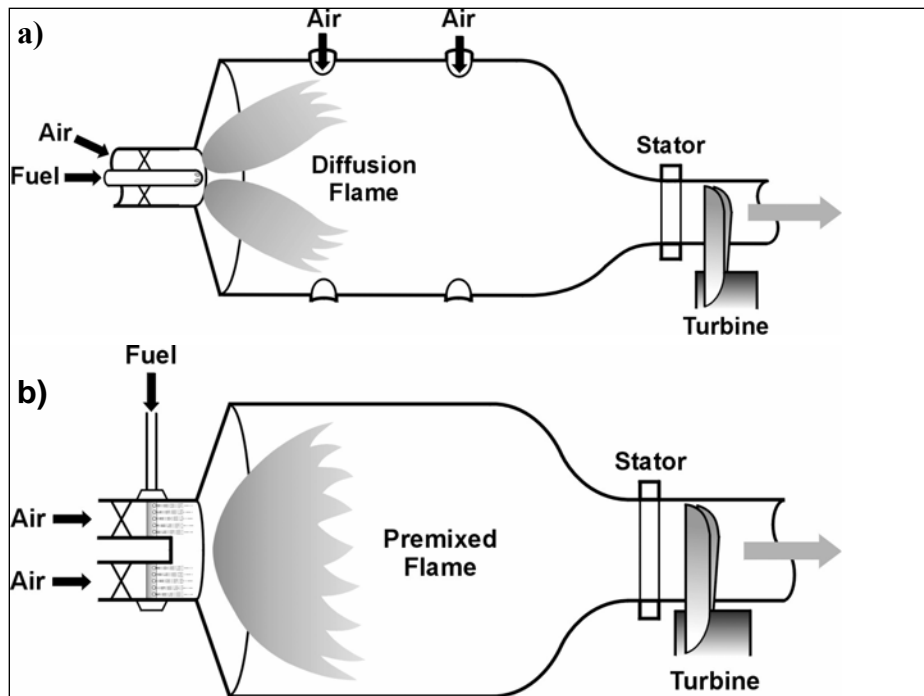 a)
Air
Air
Air
Fuel
Diffusion
Flame
Stator
Turbine
b)
Fuel
Air
Air
Premixed
Flame
Stator
Turbine